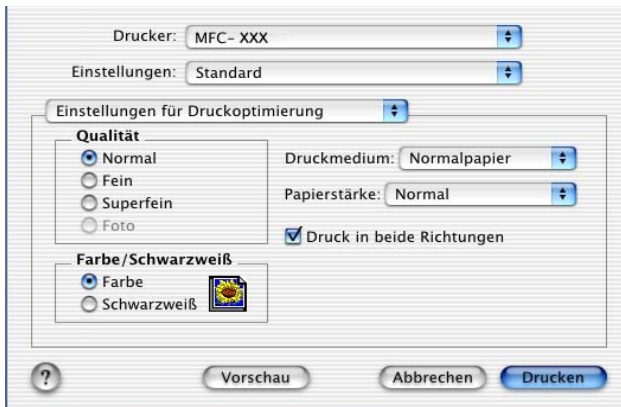 Drucker: MFC- XXX
Einstellungen: Standard
Einstellungen für Druckoptimierung
Qualität
Normal
Fein
Superfein
Foto
Druckmedium: Normalpapier
Papierstärke: Normal
Druck in beide Richtungen
Farbe/Schwarzweiß
Farbe
Schwarzweiß
? Vorschau Abbrechen Drucken